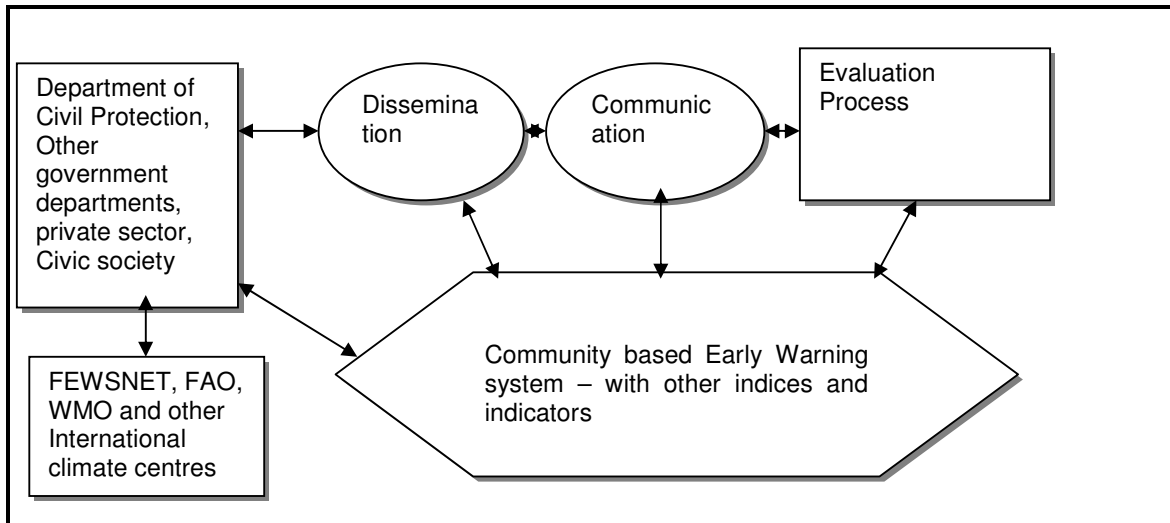 Department of
Civil Protection,
Other
government
departments,
private sector,
Civic society
Dissemina
tion
Communic
ation
Evaluation
Process
FEWSNET, FAO,
WMO and other
International
climate centres
Community based Early Warning
system – with other indices and
indicators